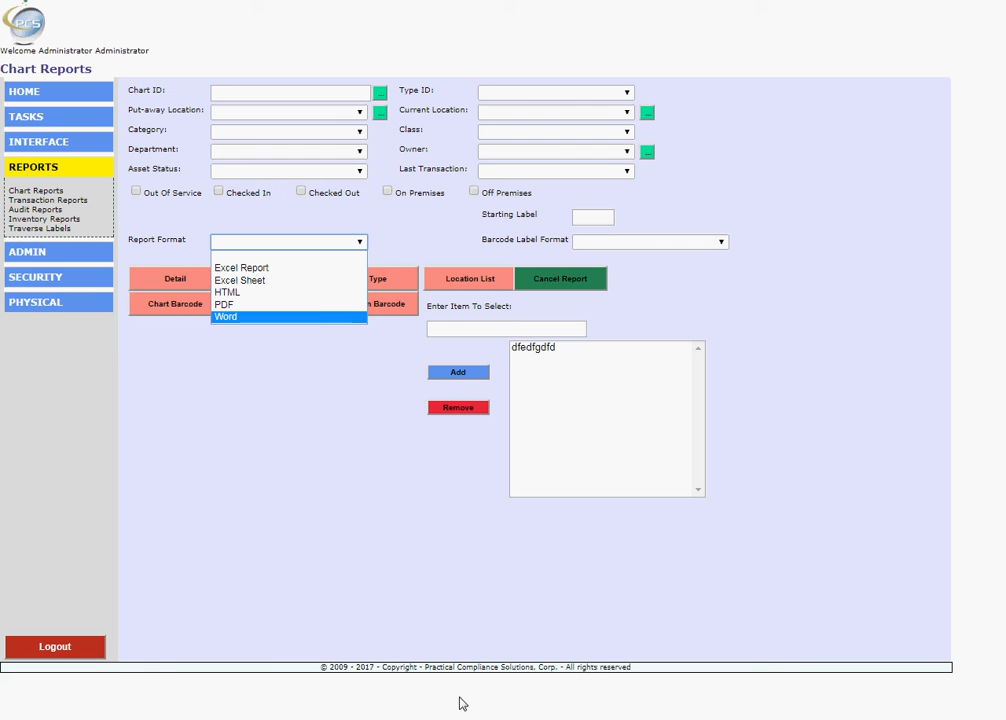 PCS
Welcome Administrator Administrator
Chart Reports
HOME
TASKS
INTERFACE
REPORTS
Chart Reports
Transaction Reports
Audit Reports
Inventory Reports
Traverse Labels
ADMIN
SECURITY
PHYSICAL
Logout
Chart ID: ... Type ID:
Put-away Location: ... Current Location: ...
Category: Class:
Department: Owner: ...
Asset Status: Last Transaction:
Out Of Service Checked In Checked Out On Premises Off Premises
Starting Label
Report Format Barcode Label Format
Excel Report
Excel Sheet
HTML
PDF
Word
Detail Type Location List Cancel Report
Chart Barcode Barcode Enter Item To Select:
dfedfgdfd
Add
Remove
© 2009 - 2017 - Copyright - Practical Compliance Solutions, Corp. - All rights reserved